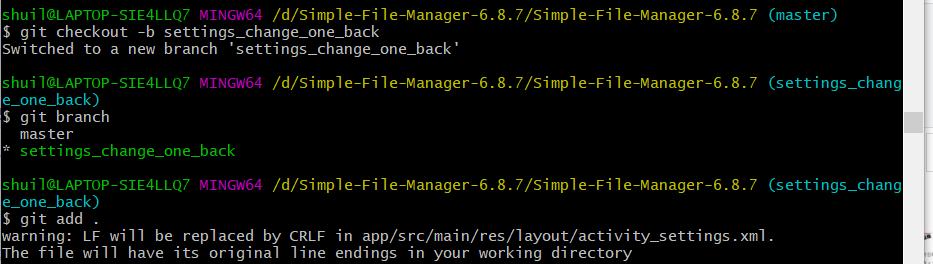 shuil@LAPTOP-SIE4LLQ7 MINGW64 /d/Simple-File-Manager-6.8.7/Simple-File-Manager-6.8.7 (master)
$ git checkout -b settings_change_one_back
Switched to a new branch 'settings_change_one_back'
shuil@LAPTOP-SIE4LLQ7 MINGW64 /d/Simple-File-Manager-6.8.7/Simple-File-Manager-6.8.7 (settings_chang
e_one_back)
$ git branch
master
* settings_change_one_back
shuil@LAPTOP-SIE4LLQ7 MINGW64 /d/Simple-File-Manager-6.8.7/Simple-File-Manager-6.8.7 (settings_chang
e_one_back)
$ git add .
warning: LF will be replaced by CRLF in app/src/main/res/layout/activity_settings.xml.
The file will have its original line endings in your working directory